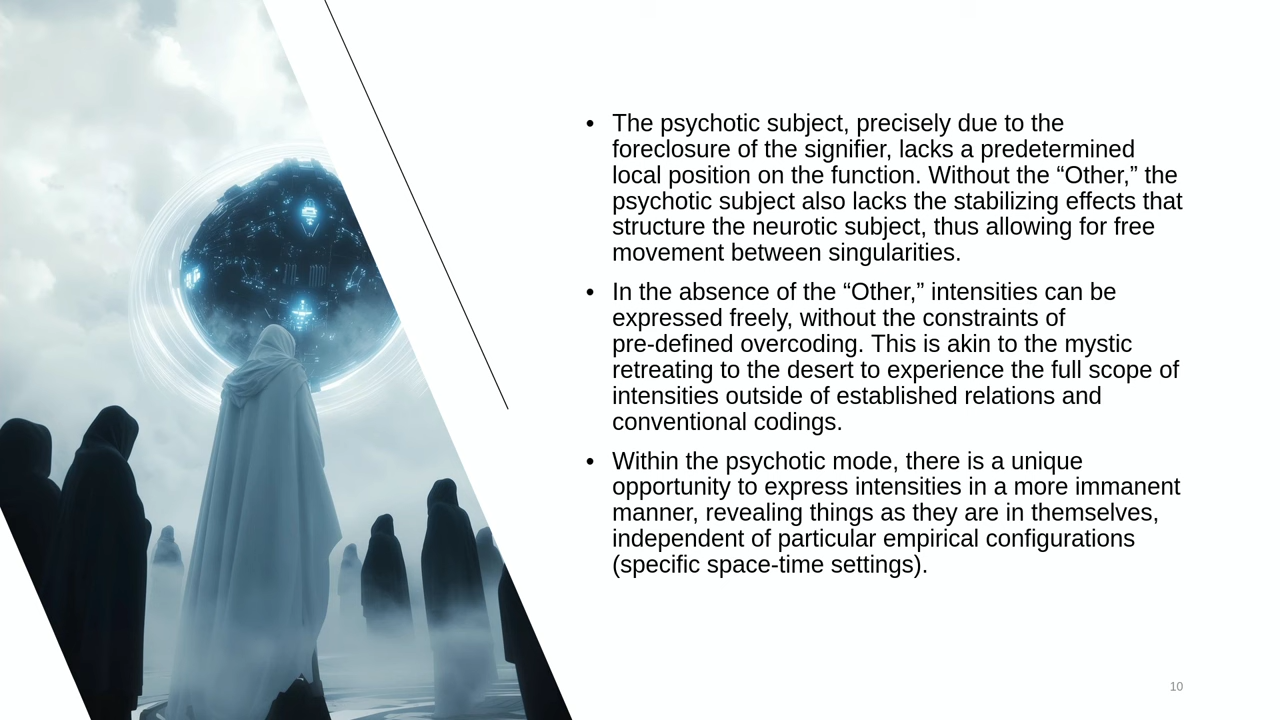 • The psychotic subject, precisely due to the
foreclosure of the signifier, lacks a predetermined
local position on the function. Without the “Other,” the
psychotic subject also lacks the stabilizing effects that
structure the neurotic subject, thus allowing for free
movement between singularities.
• In the absence of the “Other,” intensities can be
expressed freely, without the constraints of
pre-defined overcoding. This is akin to the mystic
retreating to the desert to experience the full scope of
intensities outside of established relations and
conventional codings.
• Within the psychotic mode, there is a unique
opportunity to express intensities in a more immanent
manner, revealing things as they are in themselves,
independent of particular empirical configurations
(specific space-time settings).
10